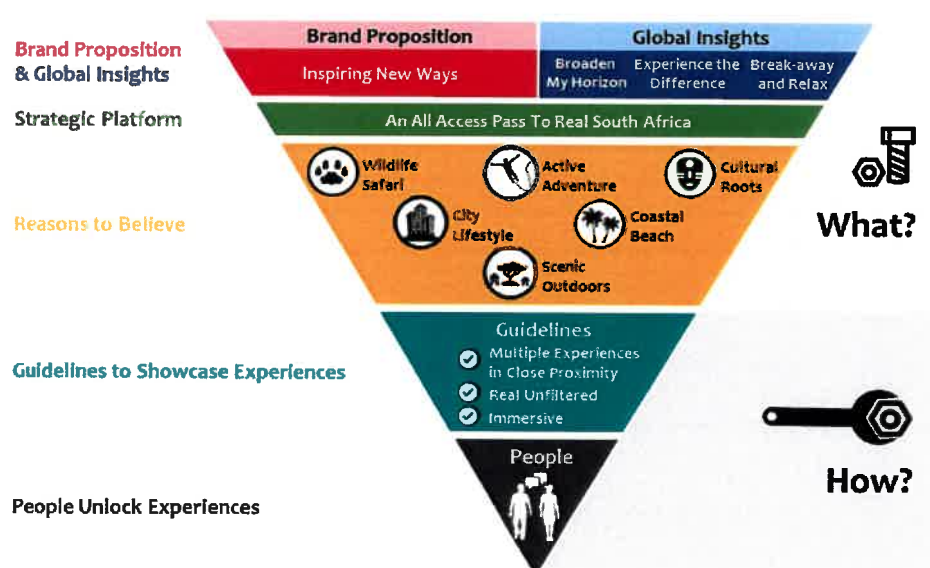 Brand Proposition
& Global Insights
Brand Proposition
Inspiring New Ways
Global Insights
Broaden
My Horizon
Experience the
Difference
Break-away
and Relax
Strategic Platform
An All Access Pass To Real South Africa
Reasons to Believe
Wildlife
Safari
Active
Adventure
Cultural
Roots
City
Lifestyle
Coastal
Beach
Scenic
Outdoors
What?
Guidelines to Showcase Experiences
Guidelines
Multiple Experiences
in Close Proximity
Real Unfiltered
Immersive
How?
People Unlock Experiences
People